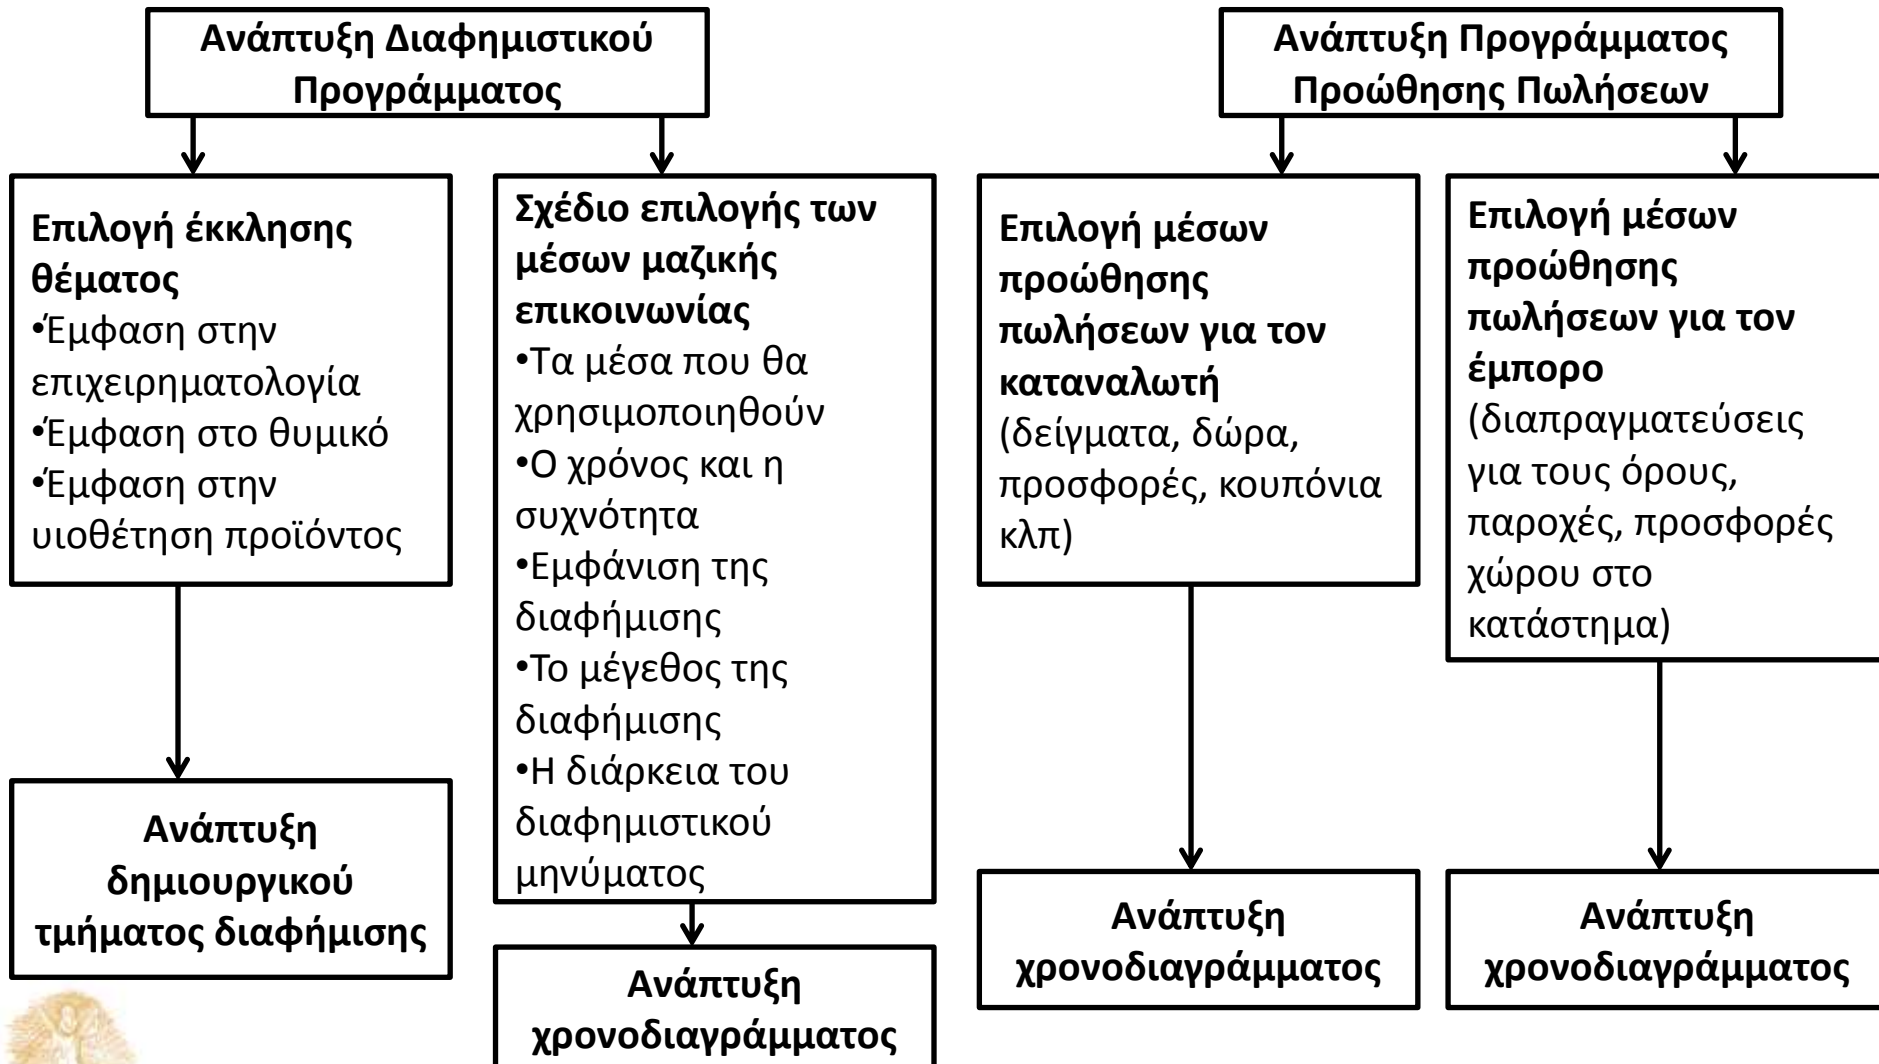 Ανάπτυξη Διαφημιστικού
Προγράμματος
Ανάπτυξη Προγράμματος
Προώθησης Πωλήσεων
Επιλογή έκκλησης
θέματος
•Έμφαση στην
επιχειρηματολογία
•Έμφαση στο θυμικό
•Έμφαση στην
υιοθέτηση προϊόντος
Σχέδιο επιλογής των
μέσων μαζικής
επικοινωνίας
•Τα μέσα που θα
χρησιμοποιηθούν
•Ο χρόνος και η
συχνότητα
•Εμφάνιση της
διαφήμισης
•Το μέγεθος της
διαφήμισης
•Η διάρκεια του
διαφημιστικού
μηνύματος
Επιλογή μέσων
προώθησης
πωλήσεων για τον
καταναλωτή
(δείγματα, δώρα,
προσφορές, κουπόνια
κλπ)
Επιλογή μέσων
προώθησης
πωλήσεων για τον
έμπορο
(διαπραγματεύσεις
για τους όρους,
παροχές, προσφορές
χώρου στο
κατάστημα)
Ανάπτυξη
δημιουργικού
τμήματος διαφήμισης
Ανάπτυξη
χρονοδιαγράμματος
Ανάπτυξη
χρονοδιαγράμματος
Ανάπτυξη
χρονοδιαγράμματος